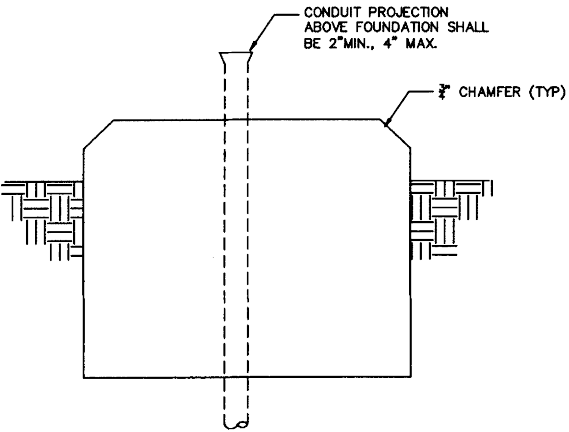 CONDUIT PROJECTION
ABOVE FOUNDATION SHALL
BE 2"MIN., 4" MAX.
¾" CHAMFER (TYP)